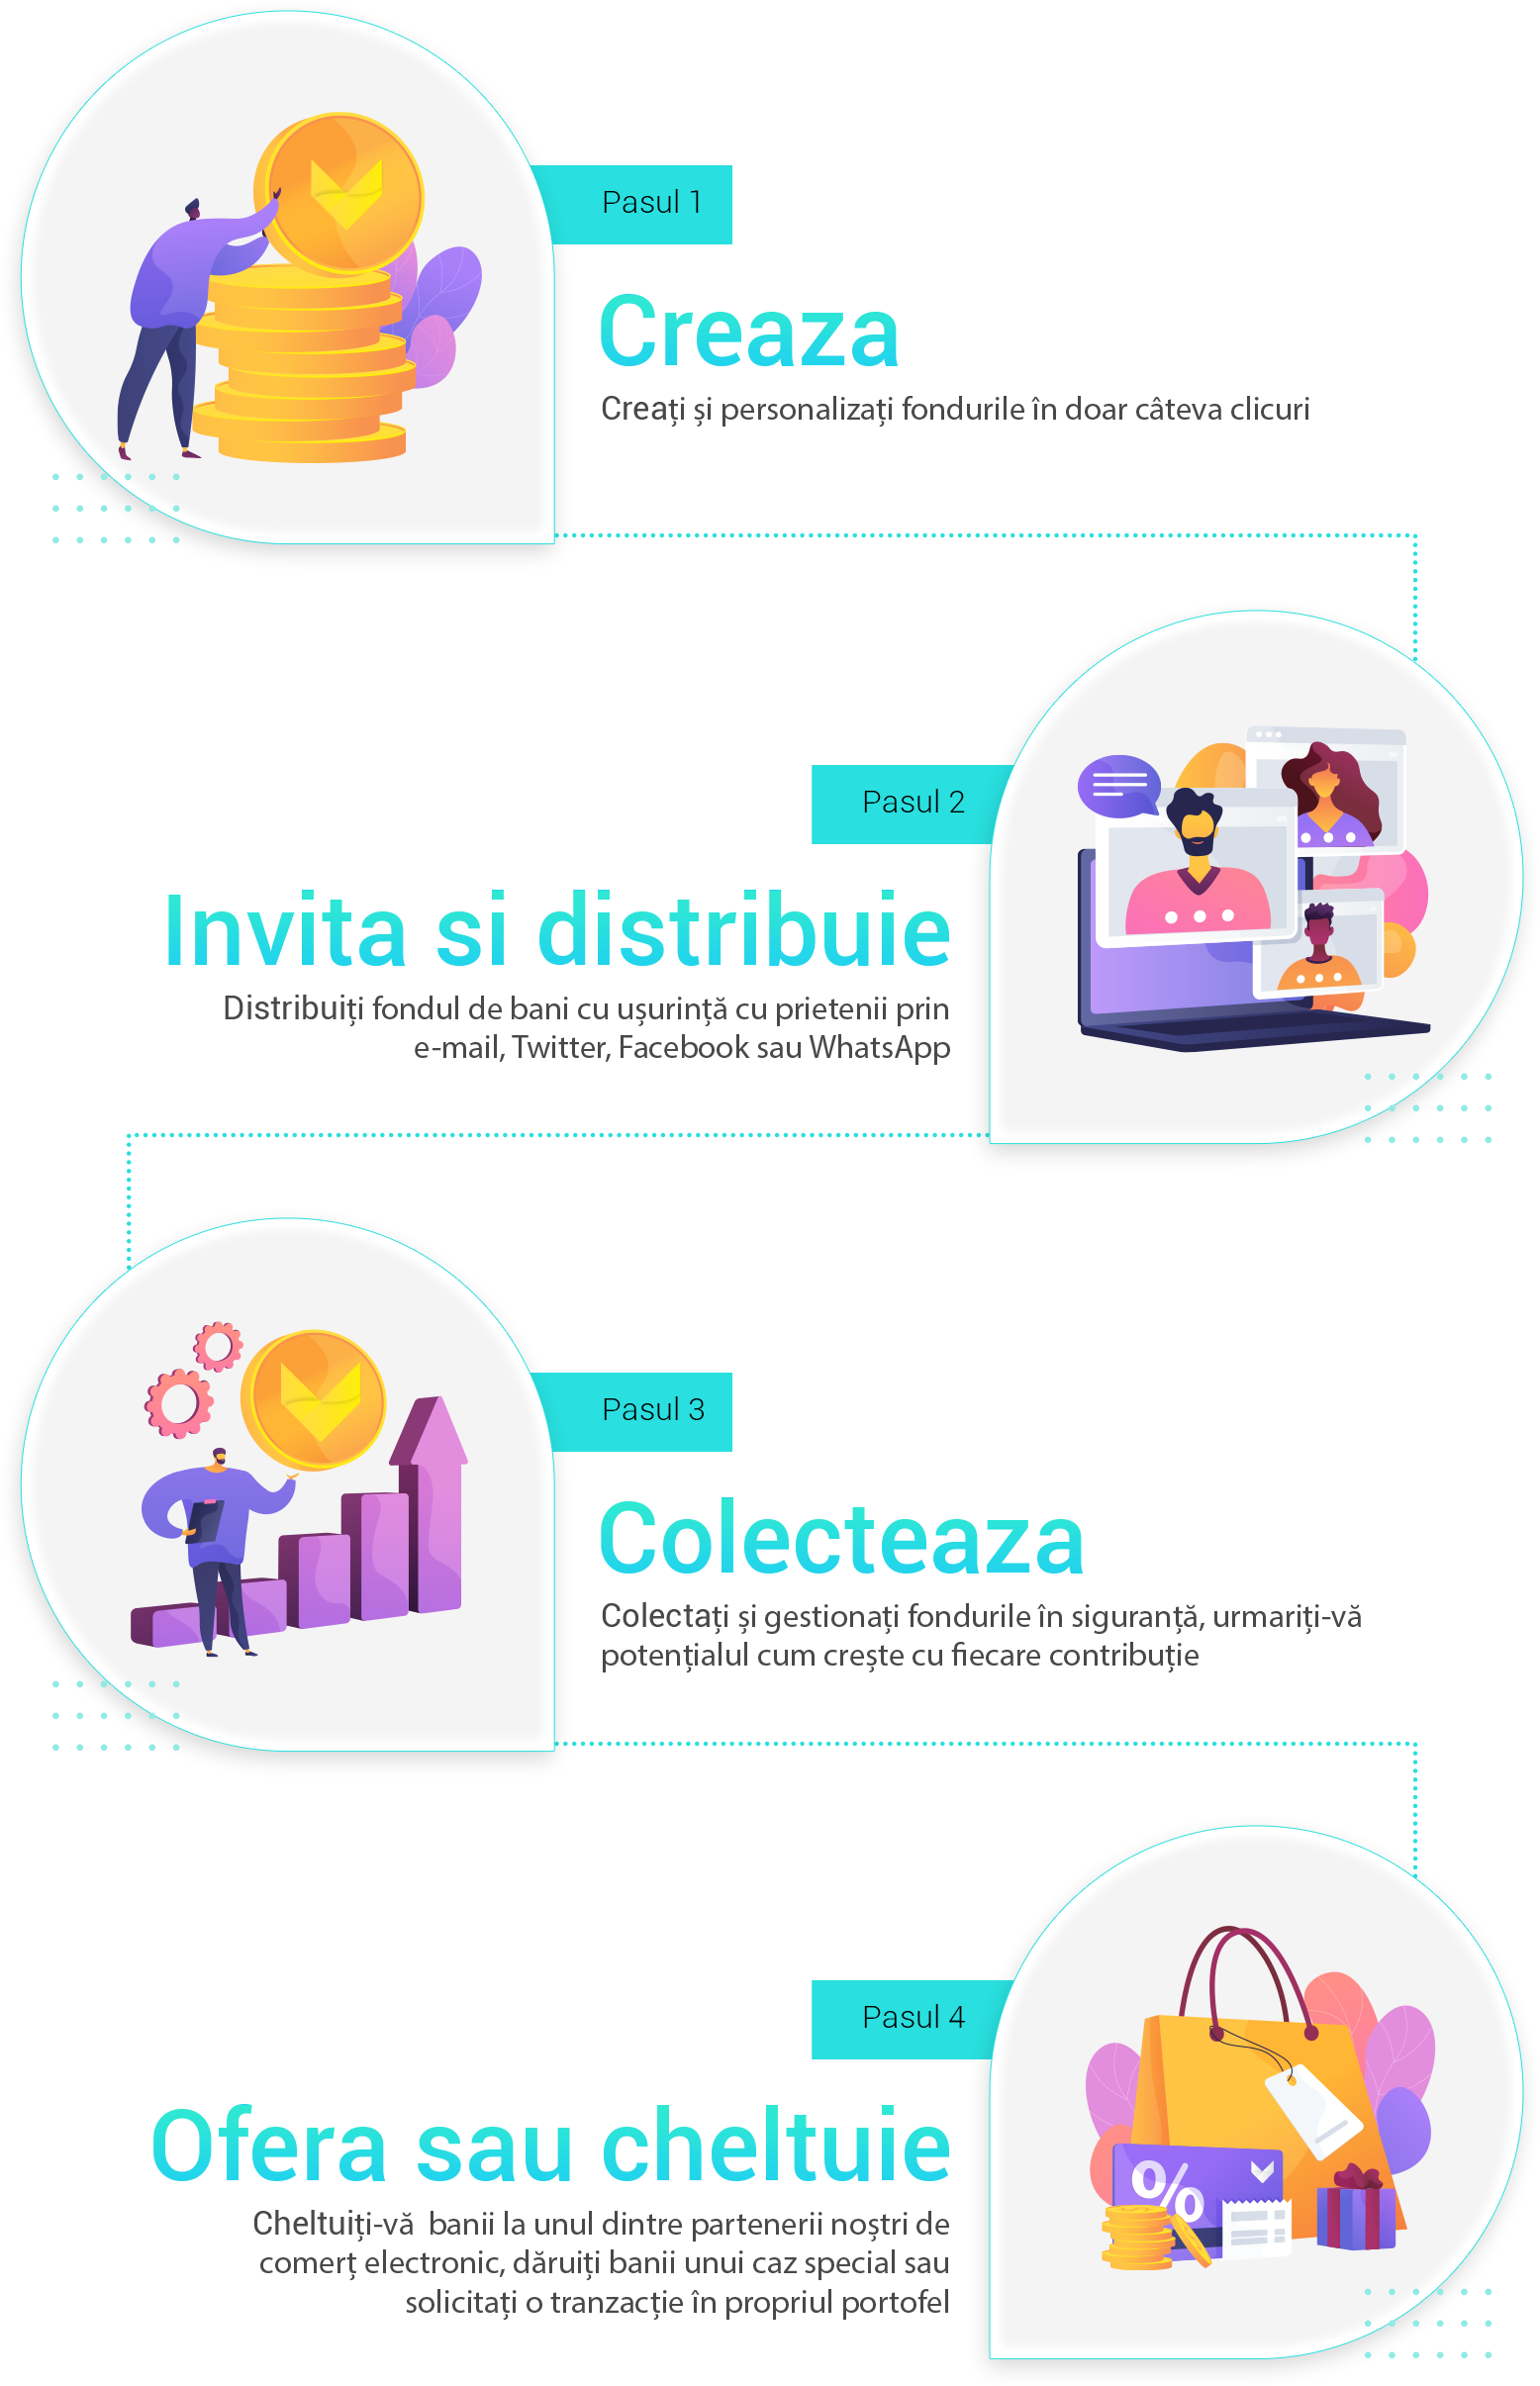 Pasul 1
Creaza
Creați și personalizați fondurile în doar câteva clicuri
Pasul 2
Invita si distribuie
Distribuiți fondul de bani cu ușurință cu prietenii prin
e-mail, Twitter, Facebook sau WhatsApp
Pasul 3
Colecteaza
Colectați și gestionați fondurile în siguranță, urmariți-vă
potențialul cum crește cu fiecare contribuție
Pasul 4
Ofera sau cheltuie
Cheltuiți-vă banii la unul dintre partenerii noștri de
comerț electronic, dăruiți banii unui caz special sau
solicitați o tranzacție în propriul portofel
%